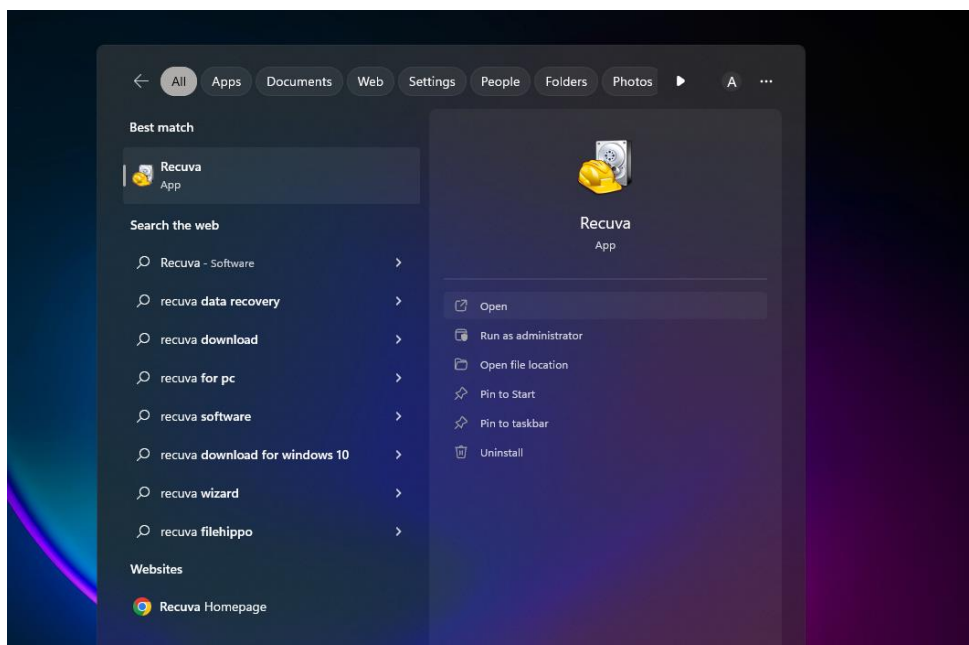 All Apps Documents Web Settings People Folders Photos A ...
Best match
Recuva
App
Search the web
Recuva - Software
recuva data recovery
recuva download
recuva for pc
recuva software
recuva download for windows 10
recuva wizard
recuva filehippo
Websites
Recuva Homepage
Recuva
App
Open
Run as administrator
Open file location
Pin to Start
Pin to taskbar
Uninstall